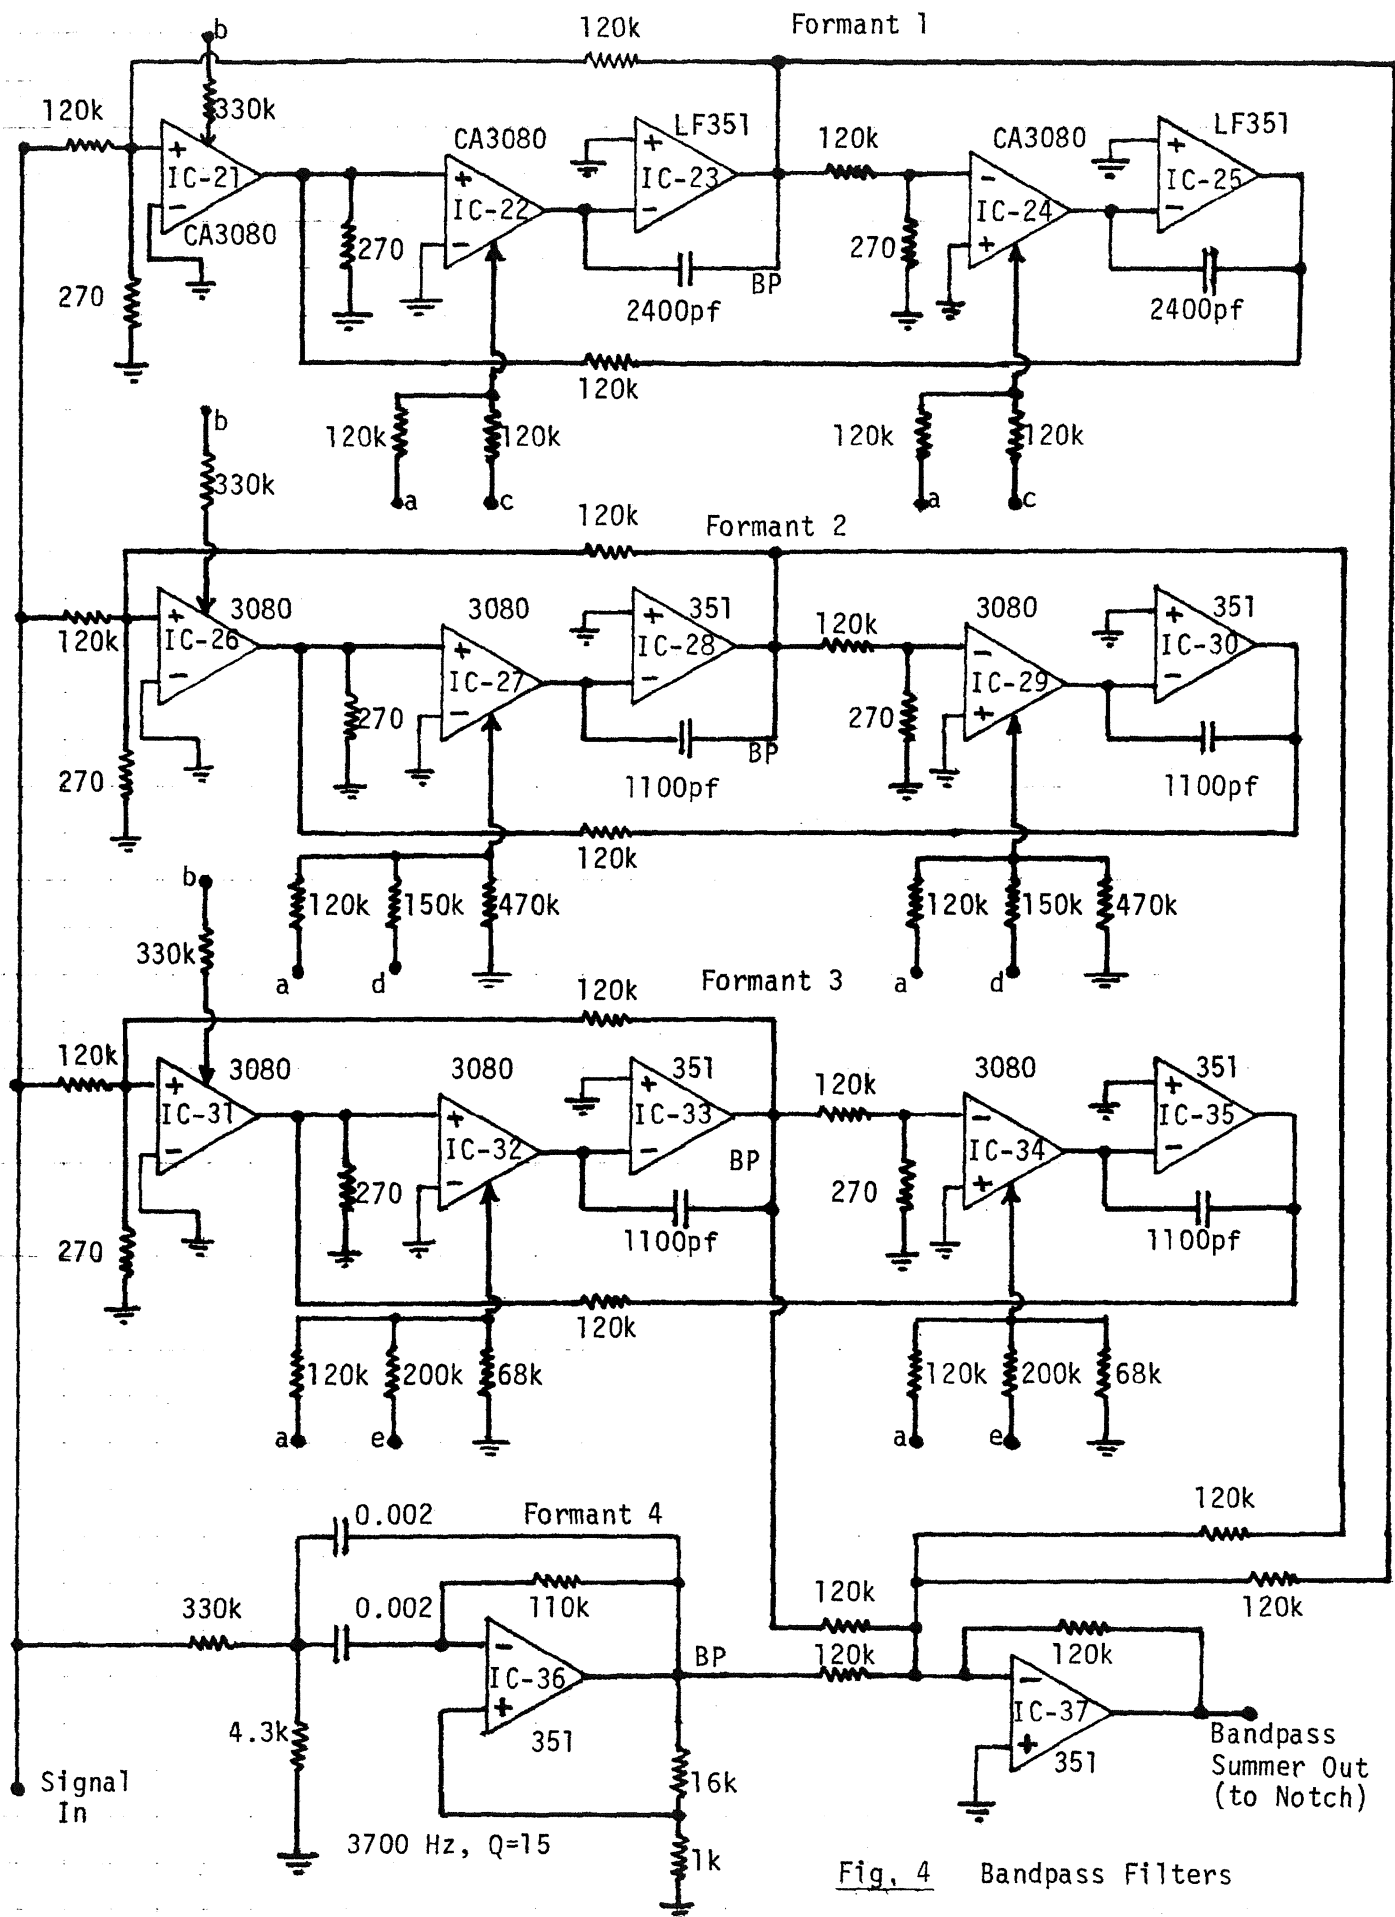 Formant 1
b
120k
120k
330k
CA3080
LF351
120k
CA3080
LF351
+
IC-21
-
CA3080
+
IC-22
-
+
IC-23
-
-
IC-24
+
+
IC-25
-
270
270
270
BP
2400pf
2400pf
120k
120k
120k
120k
120k
a
c
a
c
b
330k
120k
Formant 2
120k
3080
3080
351
120k
3080
351
+
IC-26
-
+
IC-27
-
+
IC-28
-
-
IC-29
+
+
IC-30
-
270
270
270
BP
1100pf
1100pf
120k
120k
150k
470k
120k
150k
470k
a
d
a
d
b
330k
120k
Formant 3
120k
3080
3080
351
120k
3080
351
+
IC-31
-
+
IC-32
-
+
IC-33
-
-
IC-34
+
+
IC-35
-
BP
270
270
270
1100pf
1100pf
120k
120k
200k
68k
120k
200k
68k
a
e
a
e
Formant 4
0.002
120k
330k
0.002
110k
120k
120k
120k
120k
-
IC-36
+
351
BP
-
IC-37
+
351
4.3k
16k
1k
Signal
In
3700 Hz, Q=15
Bandpass
Summer Out
(to Notch)
Fig. 4 Bandpass Filters